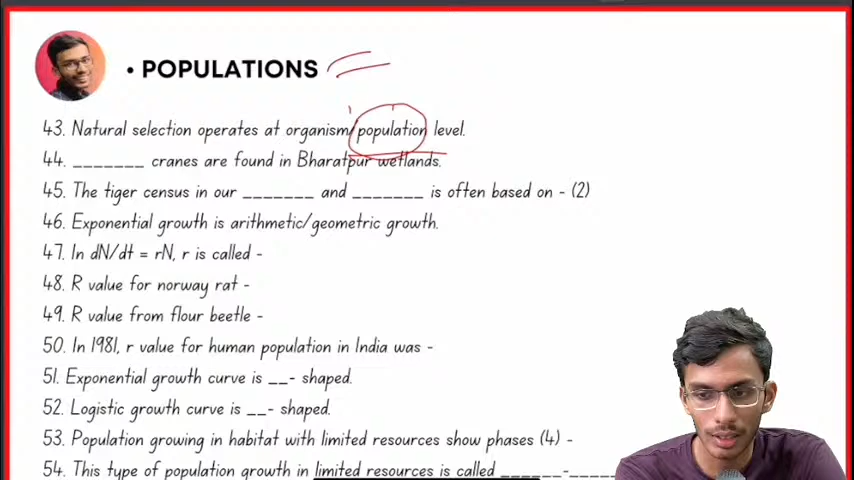 • POPULATIONS
43. Natural selection operates at organism/population level.
44. _______ cranes are found in Bharatpur wetlands.
45. The tiger census in our _______ and _______ is often based on - (2)
46. Exponential growth is arithmetic/geometric growth.
47. In dN/dt = rN, r is called -
48. R value for norway rat -
49. R value from flour beetle -
50. In 1981, r value for human population in India was -
51. Exponential growth curve is __- shaped.
52. Logistic growth curve is __- shaped.
53. Population growing in habitat with limited resources show phases (4) -
54. This type of population growth in limited resources is called ______-_____